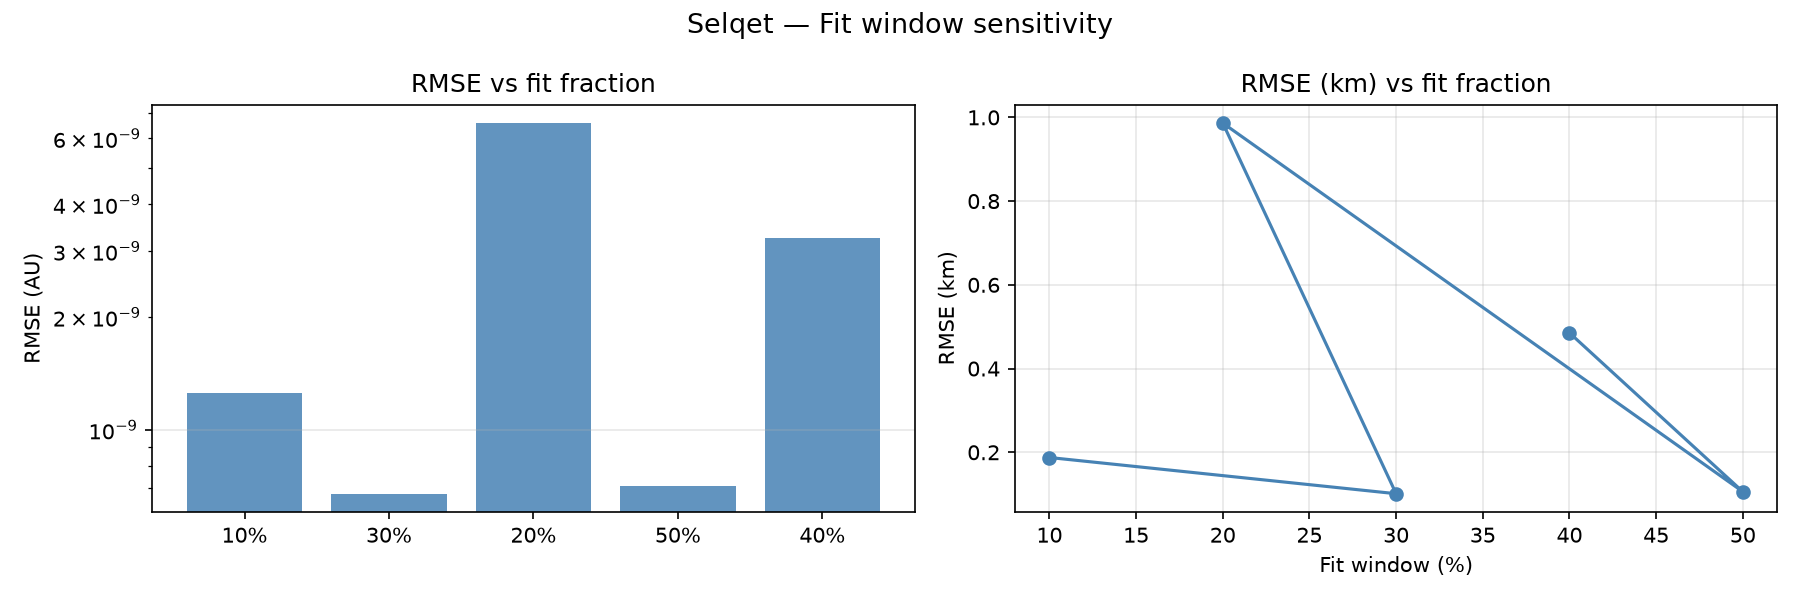 Selqet — Fit window sensitivity
RMSE vs fit fraction
RMSE (AU)
6 × 10⁻⁹
4 × 10⁻⁹
3 × 10⁻⁹
2 × 10⁻⁹
10⁻⁹
10% 30% 20% 50% 40%
RMSE (km) vs fit fraction
RMSE (km)
1.0
0.8
0.6
0.4
0.2
10 15 20 25 30 35 40 45 50
Fit window (%)